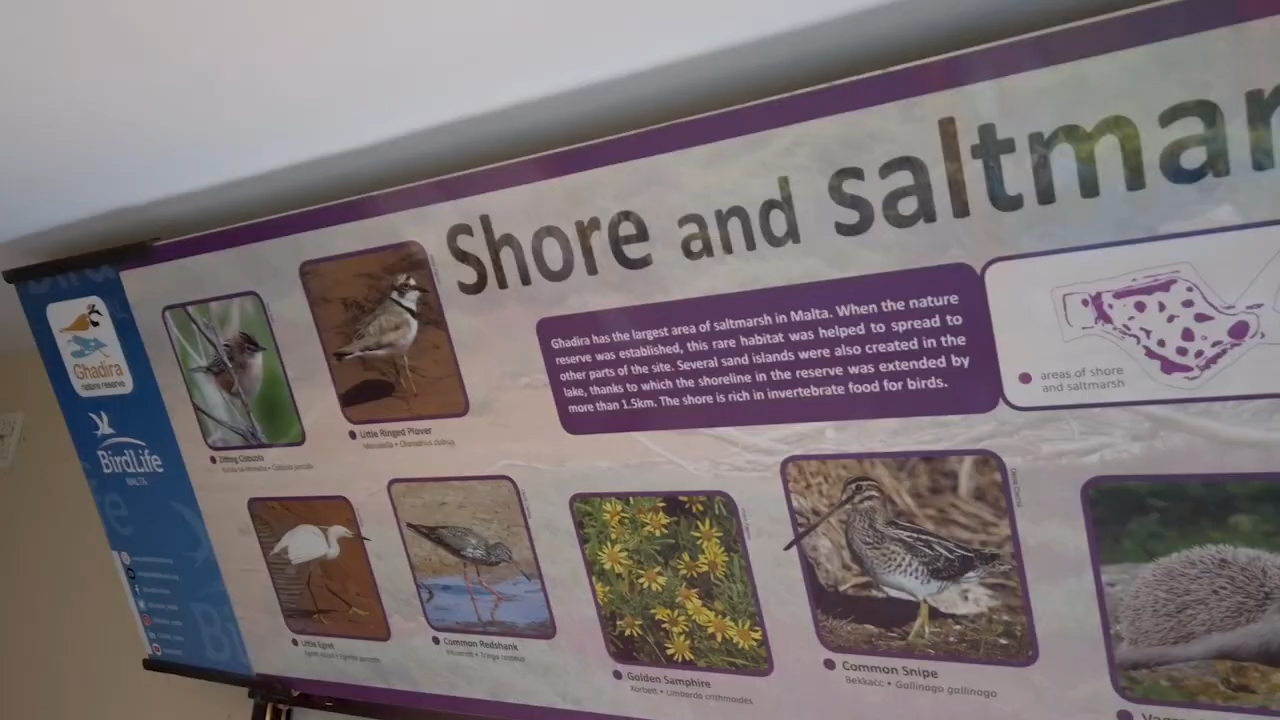 Shore and saltmar
Ghadira has the largest area of saltmarsh in Malta. When the nature
reserve was established, this rare habitat was helped to spread to
other parts of the site. Several sand islands were also created in the
lake, thanks to which the shoreline in the reserve was extended by
more than 1.5km. The shore is rich in invertebrate food for birds.
areas of shore
and saltmarsh
Ghadira
nature reserve
BirdLife
MALTA
Zitting Cisticola
Little Ringed Plover
Little Egret
Common Redshank
Golden Samphire
Xorbett • Limbarda crithmoides
Common Snipe
Bekkaċċ • Gallinago gallinago